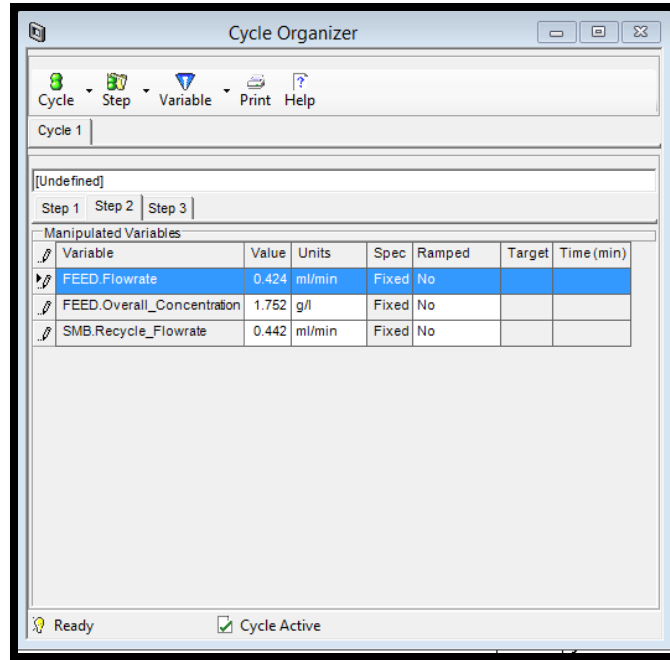 Cycle Organizer
Cycle Step Variable Print Help
Cycle 1
[Undefined]
Step 1 Step 2 Step 3
Manipulated Variables
Variable Value Units Spec Ramped Target Time (min)
FEED.Flowrate 0.424 ml/min Fixed No
FEED.Overall_Concentration 1.752 g/l Fixed No
SMB.Recycle_Flowrate 0.442 ml/min Fixed No
Ready Cycle Active